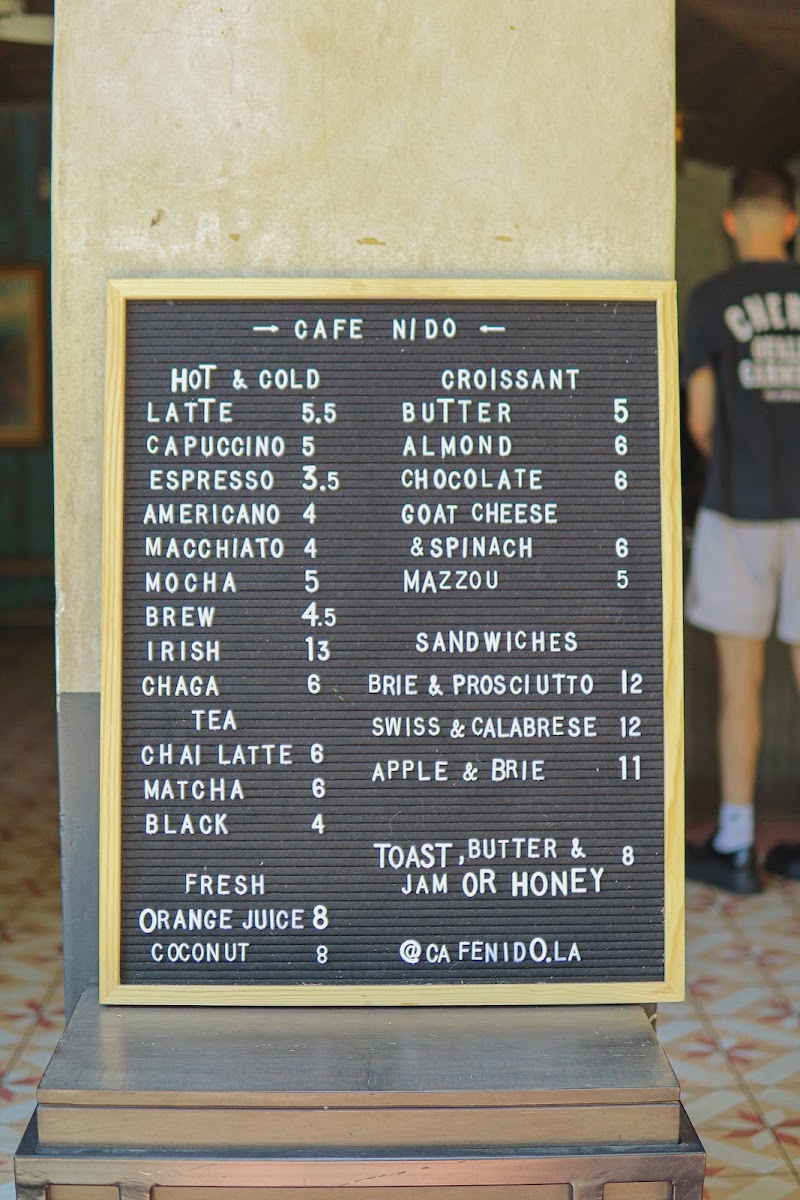 → CAFE NIDO ←
HOT & COLD
LATTE 5.5
CAPUCCINO 5
ESPRESSO 3.5
AMERICANO 4
MACCHIATO 4
MOCHA 5
BREW 4.5
IRISH 13
CHAGA 6
TEA
CHAI LATTE 6
MATCHA 6
BLACK 4
FRESH
ORANGE JUICE 8
COCONUT 8
CROISSANT
BUTTER 5
ALMOND 6
CHOCOLATE 6
GOAT CHEESE
& SPINACH 6
MAZZOU 5
SANDWICHES
BRIE & PROSCIUTTO 12
SWISS & CALABRESE 12
APPLE & BRIE 11
TOAST, BUTTER & 8
JAM OR HONEY
@CAFENIDO.LA